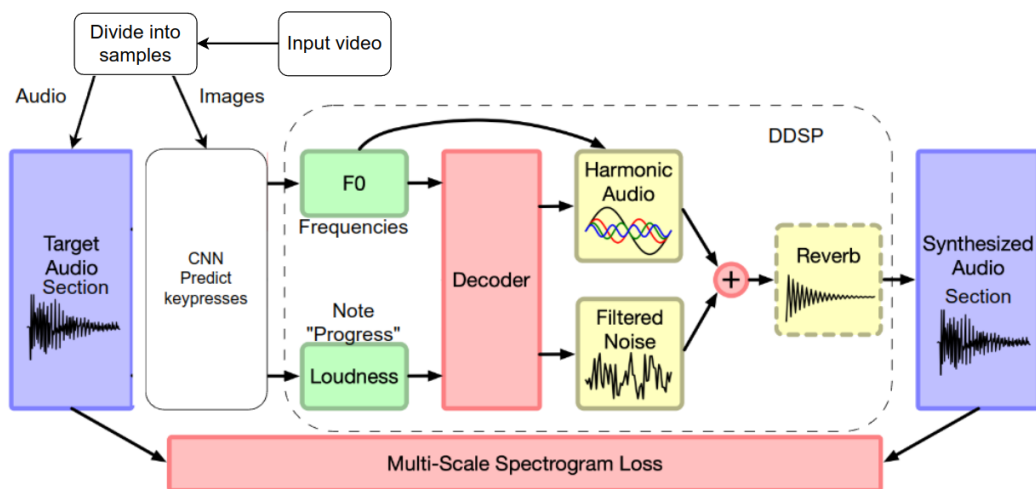 Divide into
samples
Input video
Audio
Images
DDSP
Target
Audio
Section
CNN
Predict
keypresses
F0
Frequencies
Note
"Progress"
Loudness
Decoder
Harmonic
Audio
Filtered
Noise
+
Reverb
Synthesized
Audio
Section
Multi-Scale Spectrogram Loss